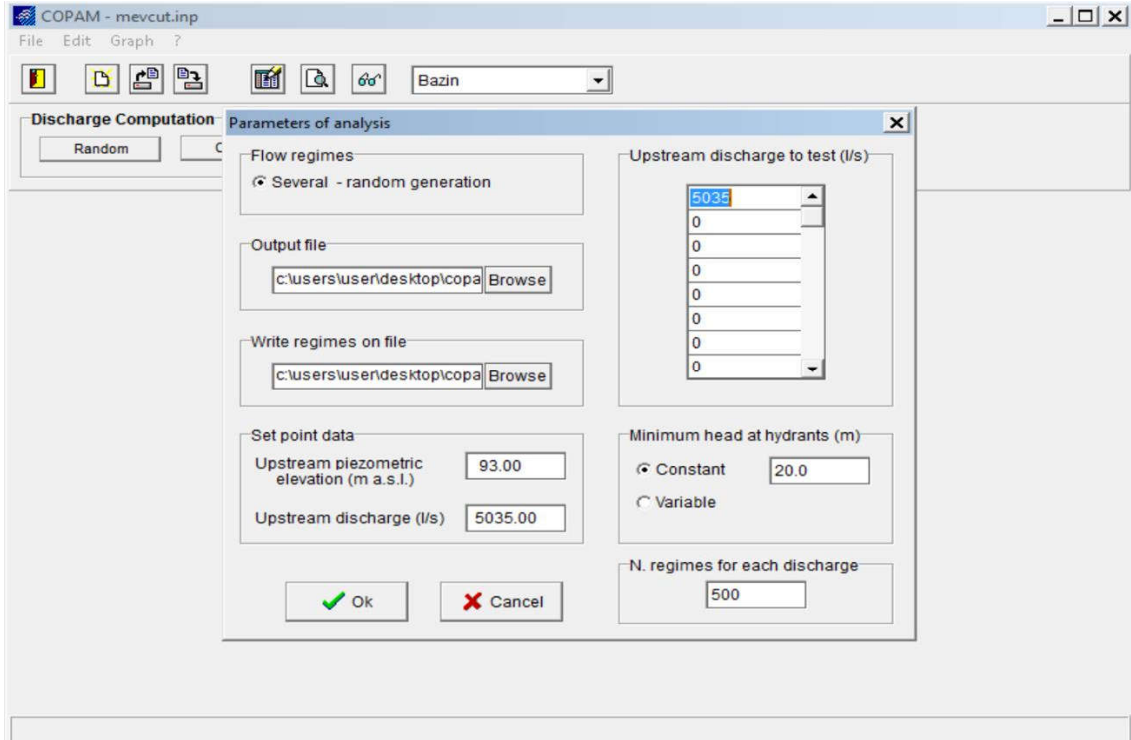 COPAM - mevcut.inp
File Edit Graph ?
Bazin
Discharge Computation
Random
Parameters of analysis
Flow regimes
Several - random generation
Output file
c:\users\user\desktop\copa Browse
Write regimes on file
c:\users\user\desktop\copa Browse
Set point data
Upstream piezometric
elevation (m a.s.l.)
93.00
Upstream discharge (l/s) 5035.00
Ok Cancel
Upstream discharge to test (l/s)
5035
0
0
0
0
0
0
0
Minimum head at hydrants (m)
Constant 20.0
Variable
N. regimes for each discharge
500